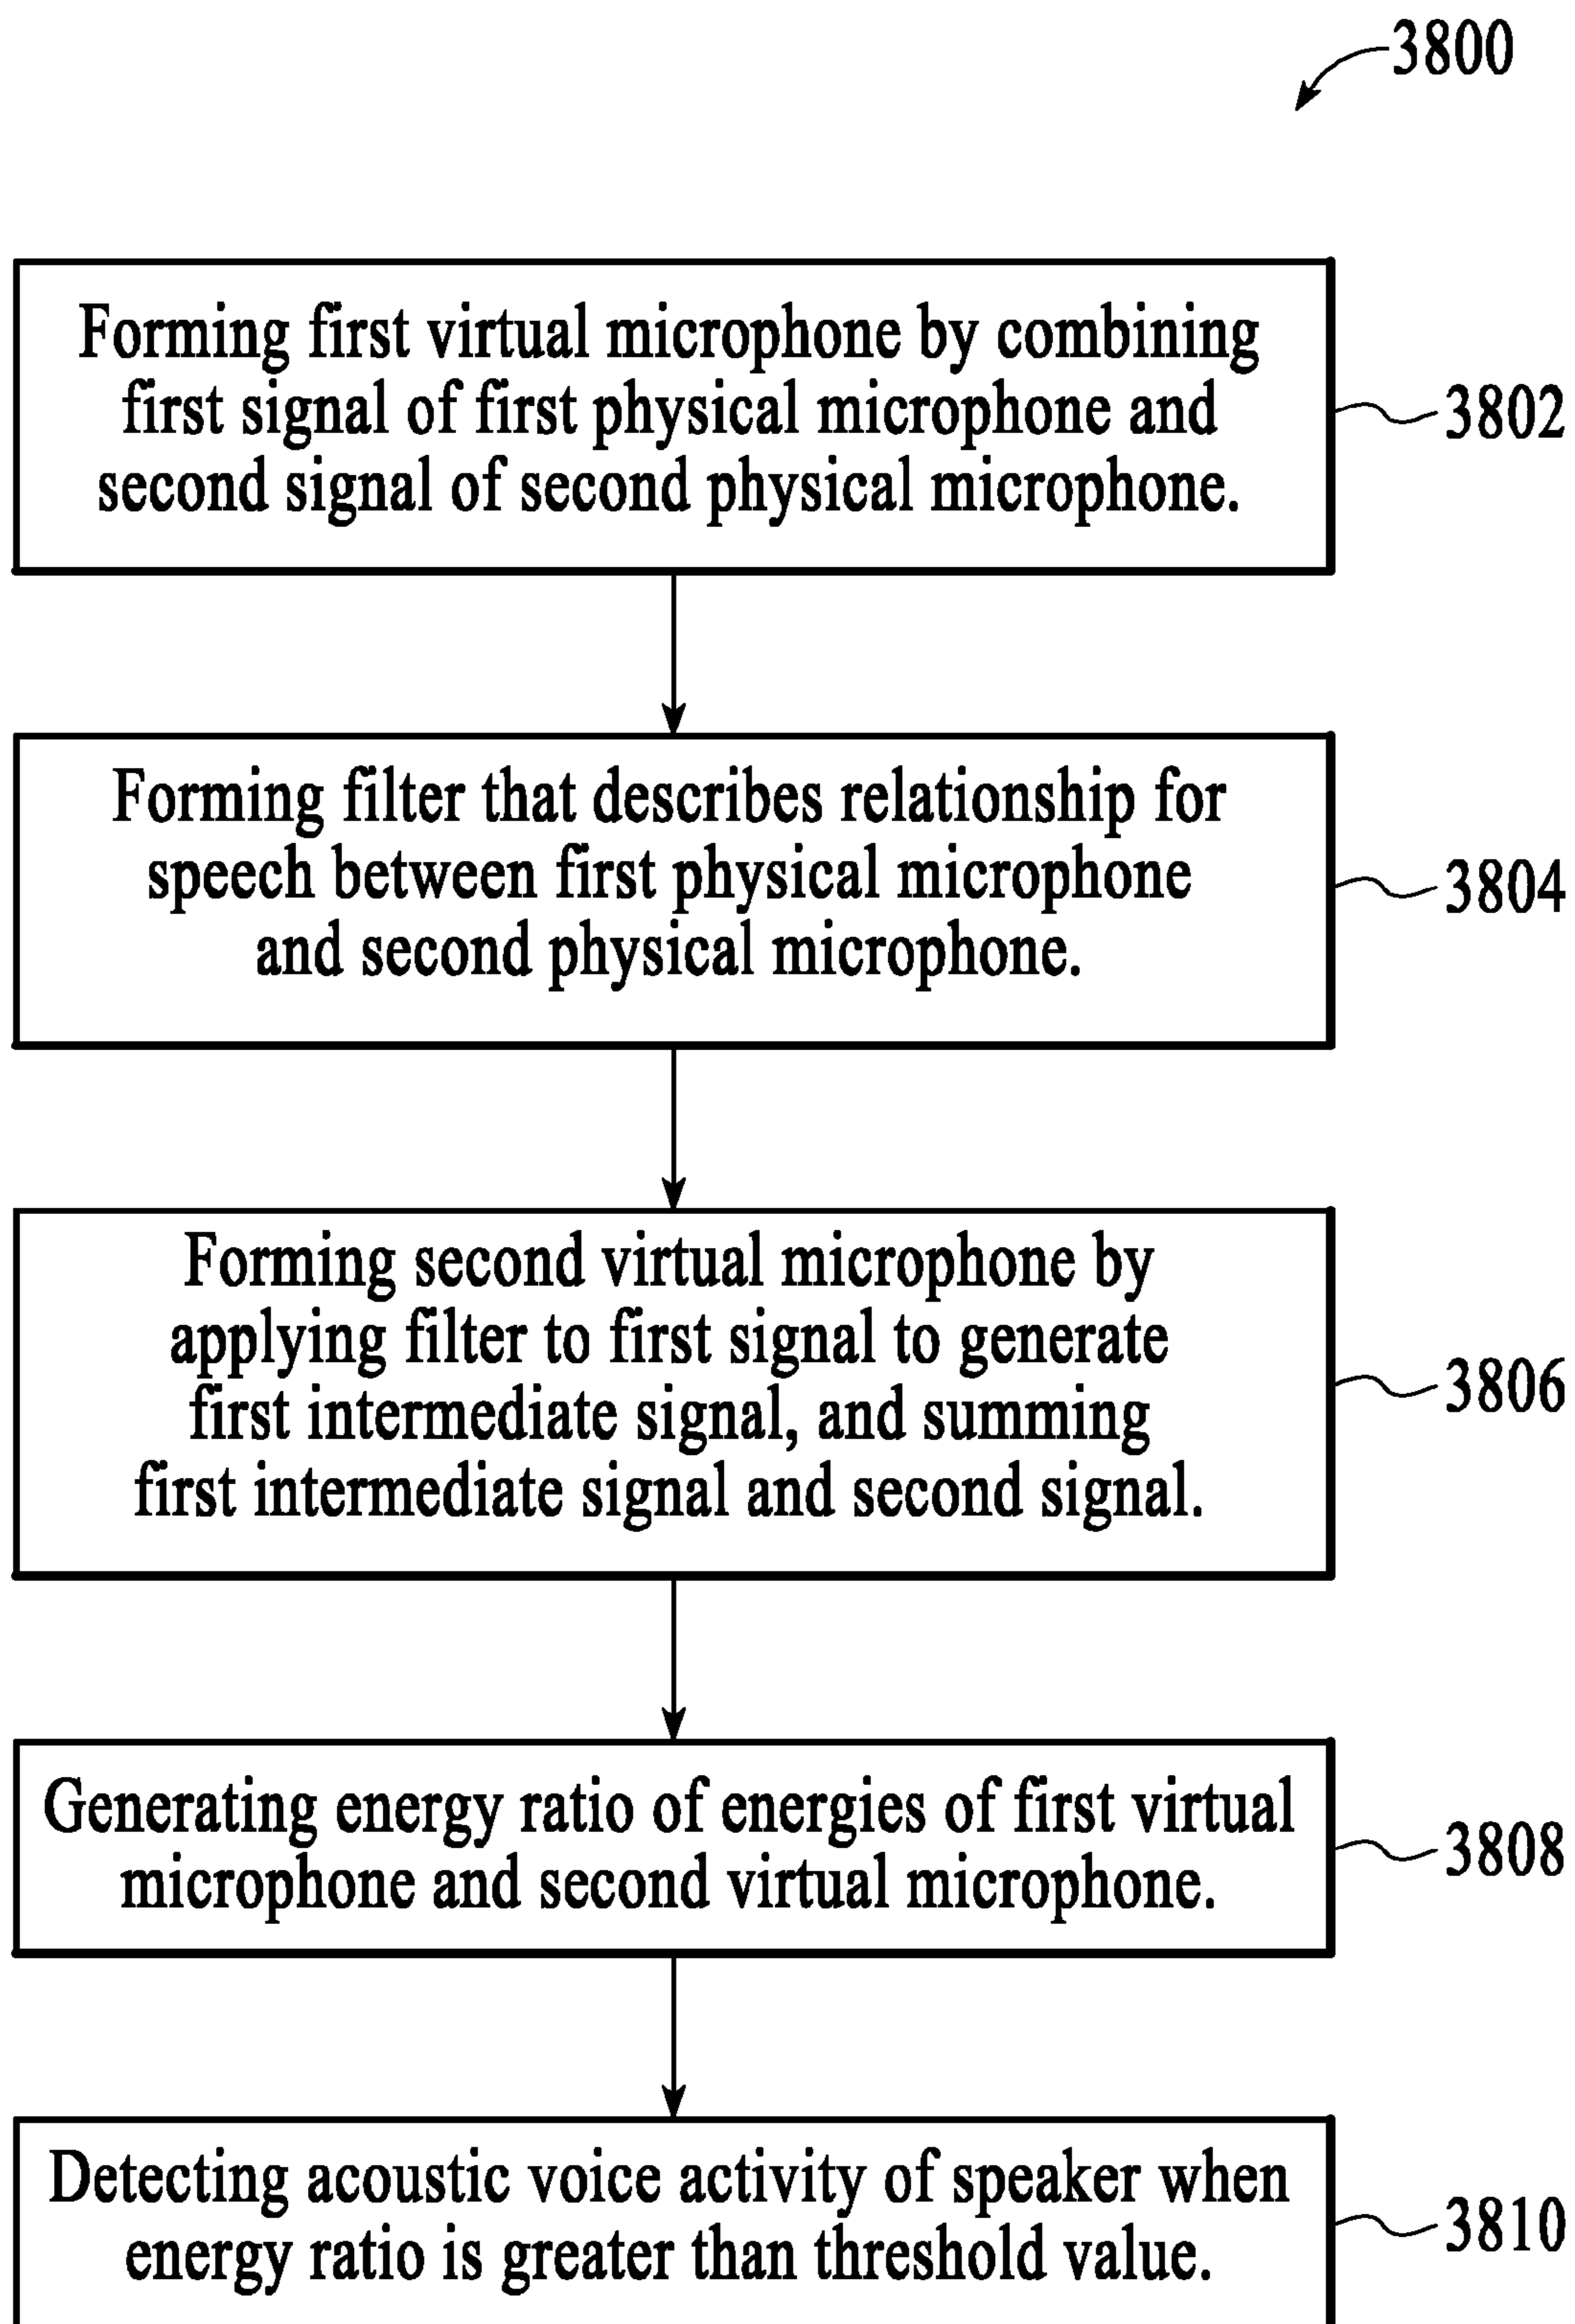 3800
Forming first virtual microphone by combining
first signal of first physical microphone and
second signal of second physical microphone.
3802
Forming filter that describes relationship for
speech between first physical microphone
and second physical microphone.
3804
Forming second virtual microphone by
applying filter to first signal to generate
first intermediate signal, and summing
first intermediate signal and second signal.
3806
Generating energy ratio of energies of first virtual
microphone and second virtual microphone.
3808
Detecting acoustic voice activity of speaker when
energy ratio is greater than threshold value.
3810